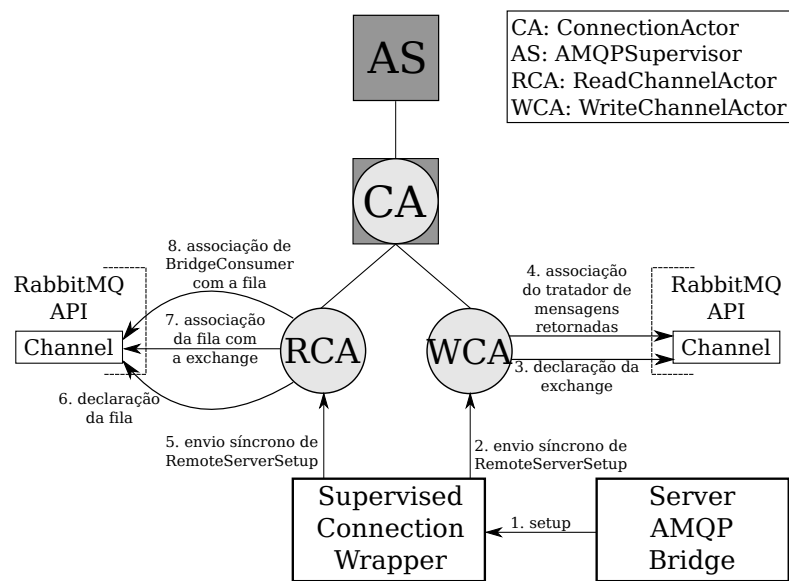 AS
CA: ConnectionActor
AS: AMQPSupervisor
RCA: ReadChannelActor
WCA: WriteChannelActor
CA
8. associação de
BridgeConsumer
com a fila
RabbitMQ
API
Channel
7. associação
da fila com
a exchange
6. declaração
da fila
RCA
WCA
4. associação
do tratador de
mensagens
retornadas
3. declaração da
exchange
RabbitMQ
API
Channel
5. envio síncrono de
RemoteServerSetup
2. envio síncrono de
RemoteServerSetup
Supervised
Connection
Wrapper
1. setup
Server
AMQP
Bridge